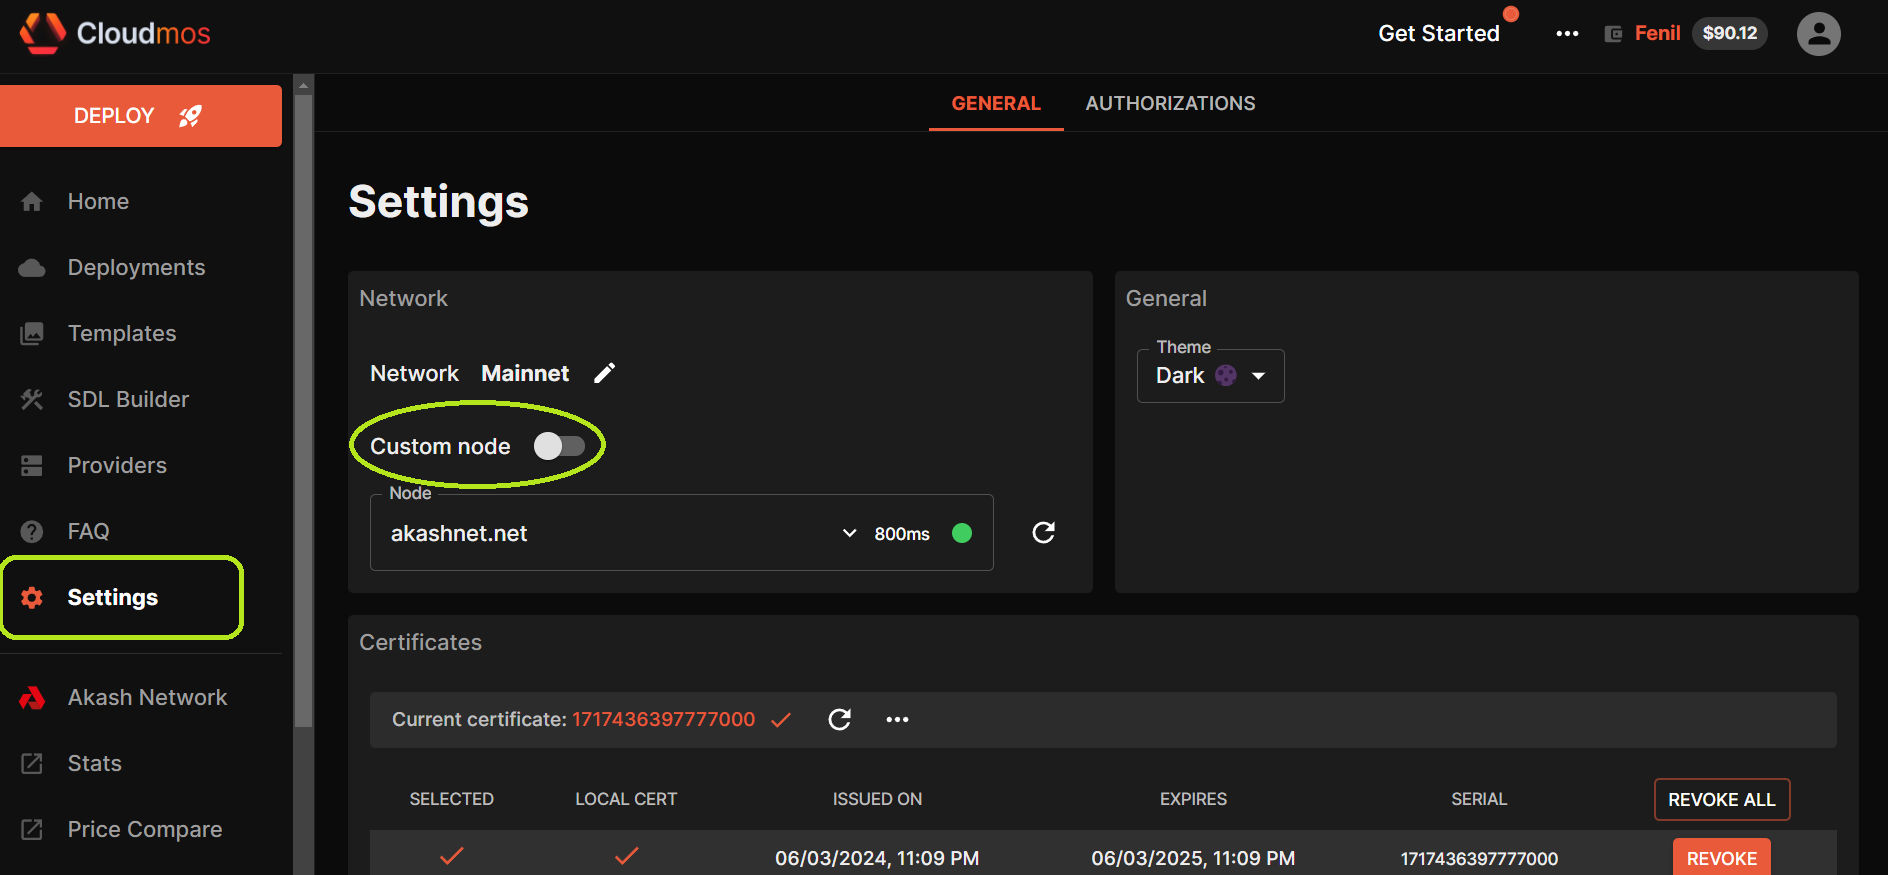 Cloudmos
Get Started
Fenil $90.12
DEPLOY
Home
Deployments
Templates
SDL Builder
Providers
FAQ
Settings
Akash Network
Stats
Price Compare
GENERAL AUTHORIZATIONS
Settings
Network
Network Mainnet
Custom node
Node
akashnet.net 800ms
General
Theme
Dark
Certificates
Current certificate: 1717436397777000
SELECTED LOCAL CERT ISSUED ON EXPIRES SERIAL REVOKE ALL
06/03/2024, 11:09 PM 06/03/2025, 11:09 PM 1717436397777000 REVOKE